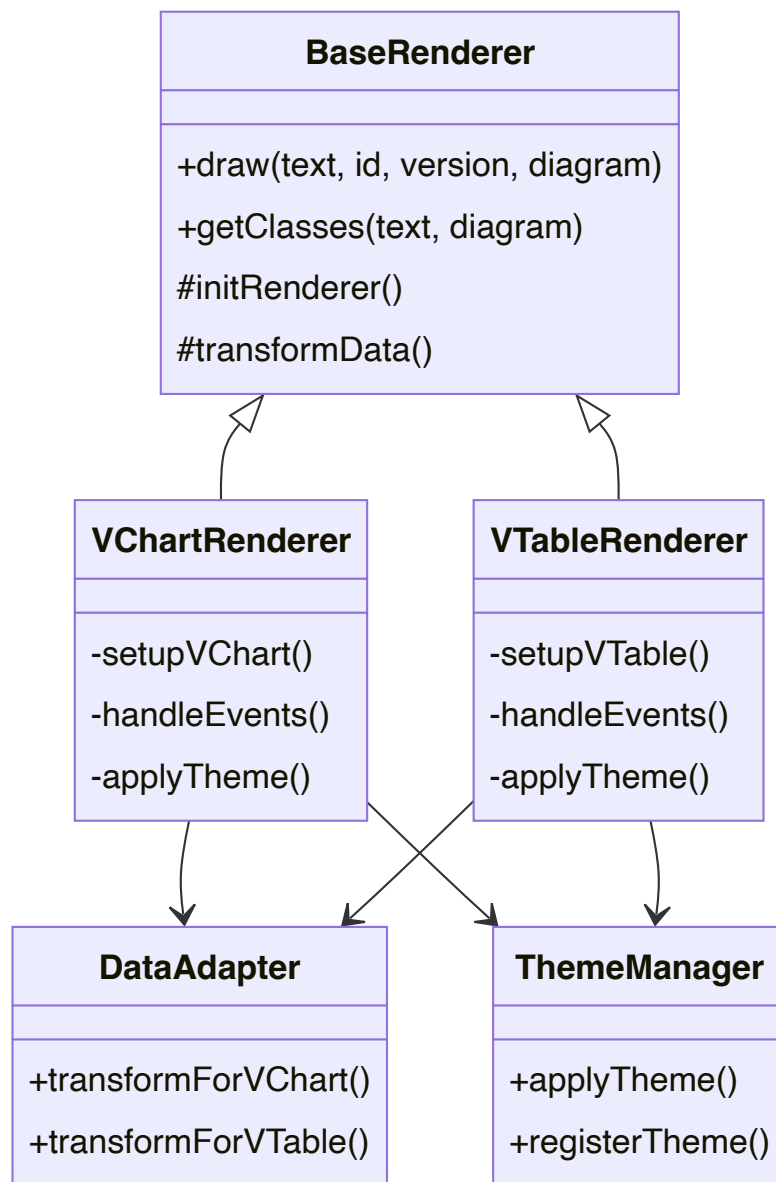 BaseRenderer
+draw(text, id, version, diagram)
+getClasses(text, diagram)
#initRenderer()
#transformData()
VChartRenderer
-setupVChart()
-handleEvents()
-applyTheme()
VTableRenderer
-setupVTable()
-handleEvents()
-applyTheme()
DataAdapter
+transformForVChart()
+transformForVTable()
ThemeManager
+applyTheme()
+registerTheme()